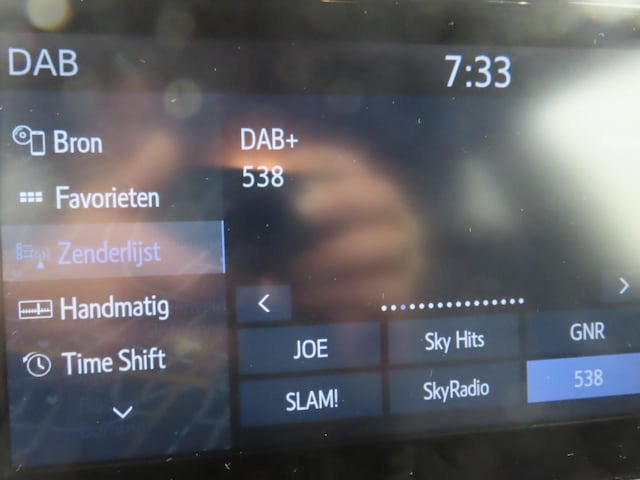 DAB
7:33
Bron
Favorieten
Zenderlijst
Handmatig
Time Shift
DAB+
538
JOE
Sky Hits
GNR
SLAM!
SkyRadio
538